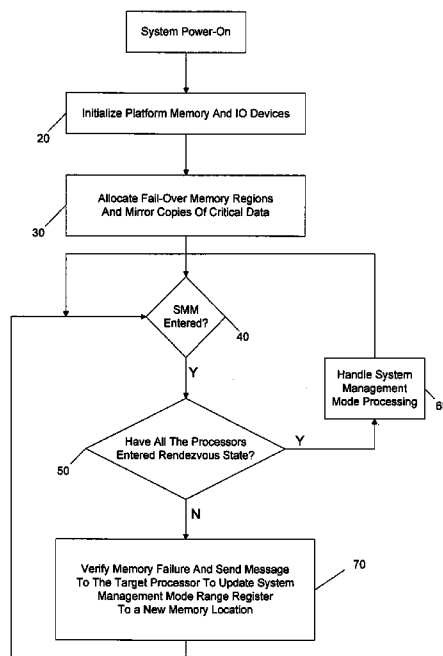 System Power-On
Initialize Platform Memory And IO Devices
20
Allocate Fail-Over Memory Regions
And Mirror Copies Of Critical Data
30
SMM
Entered?
40
Y
Handle System
Management
Mode Processing
Have All The Processors
Entered Rendezvous State?
50
Y
N
Verify Memory Failure And Send Message
To The Target Processor To Update System
Management Mode Range Register
To a New Memory Location
70